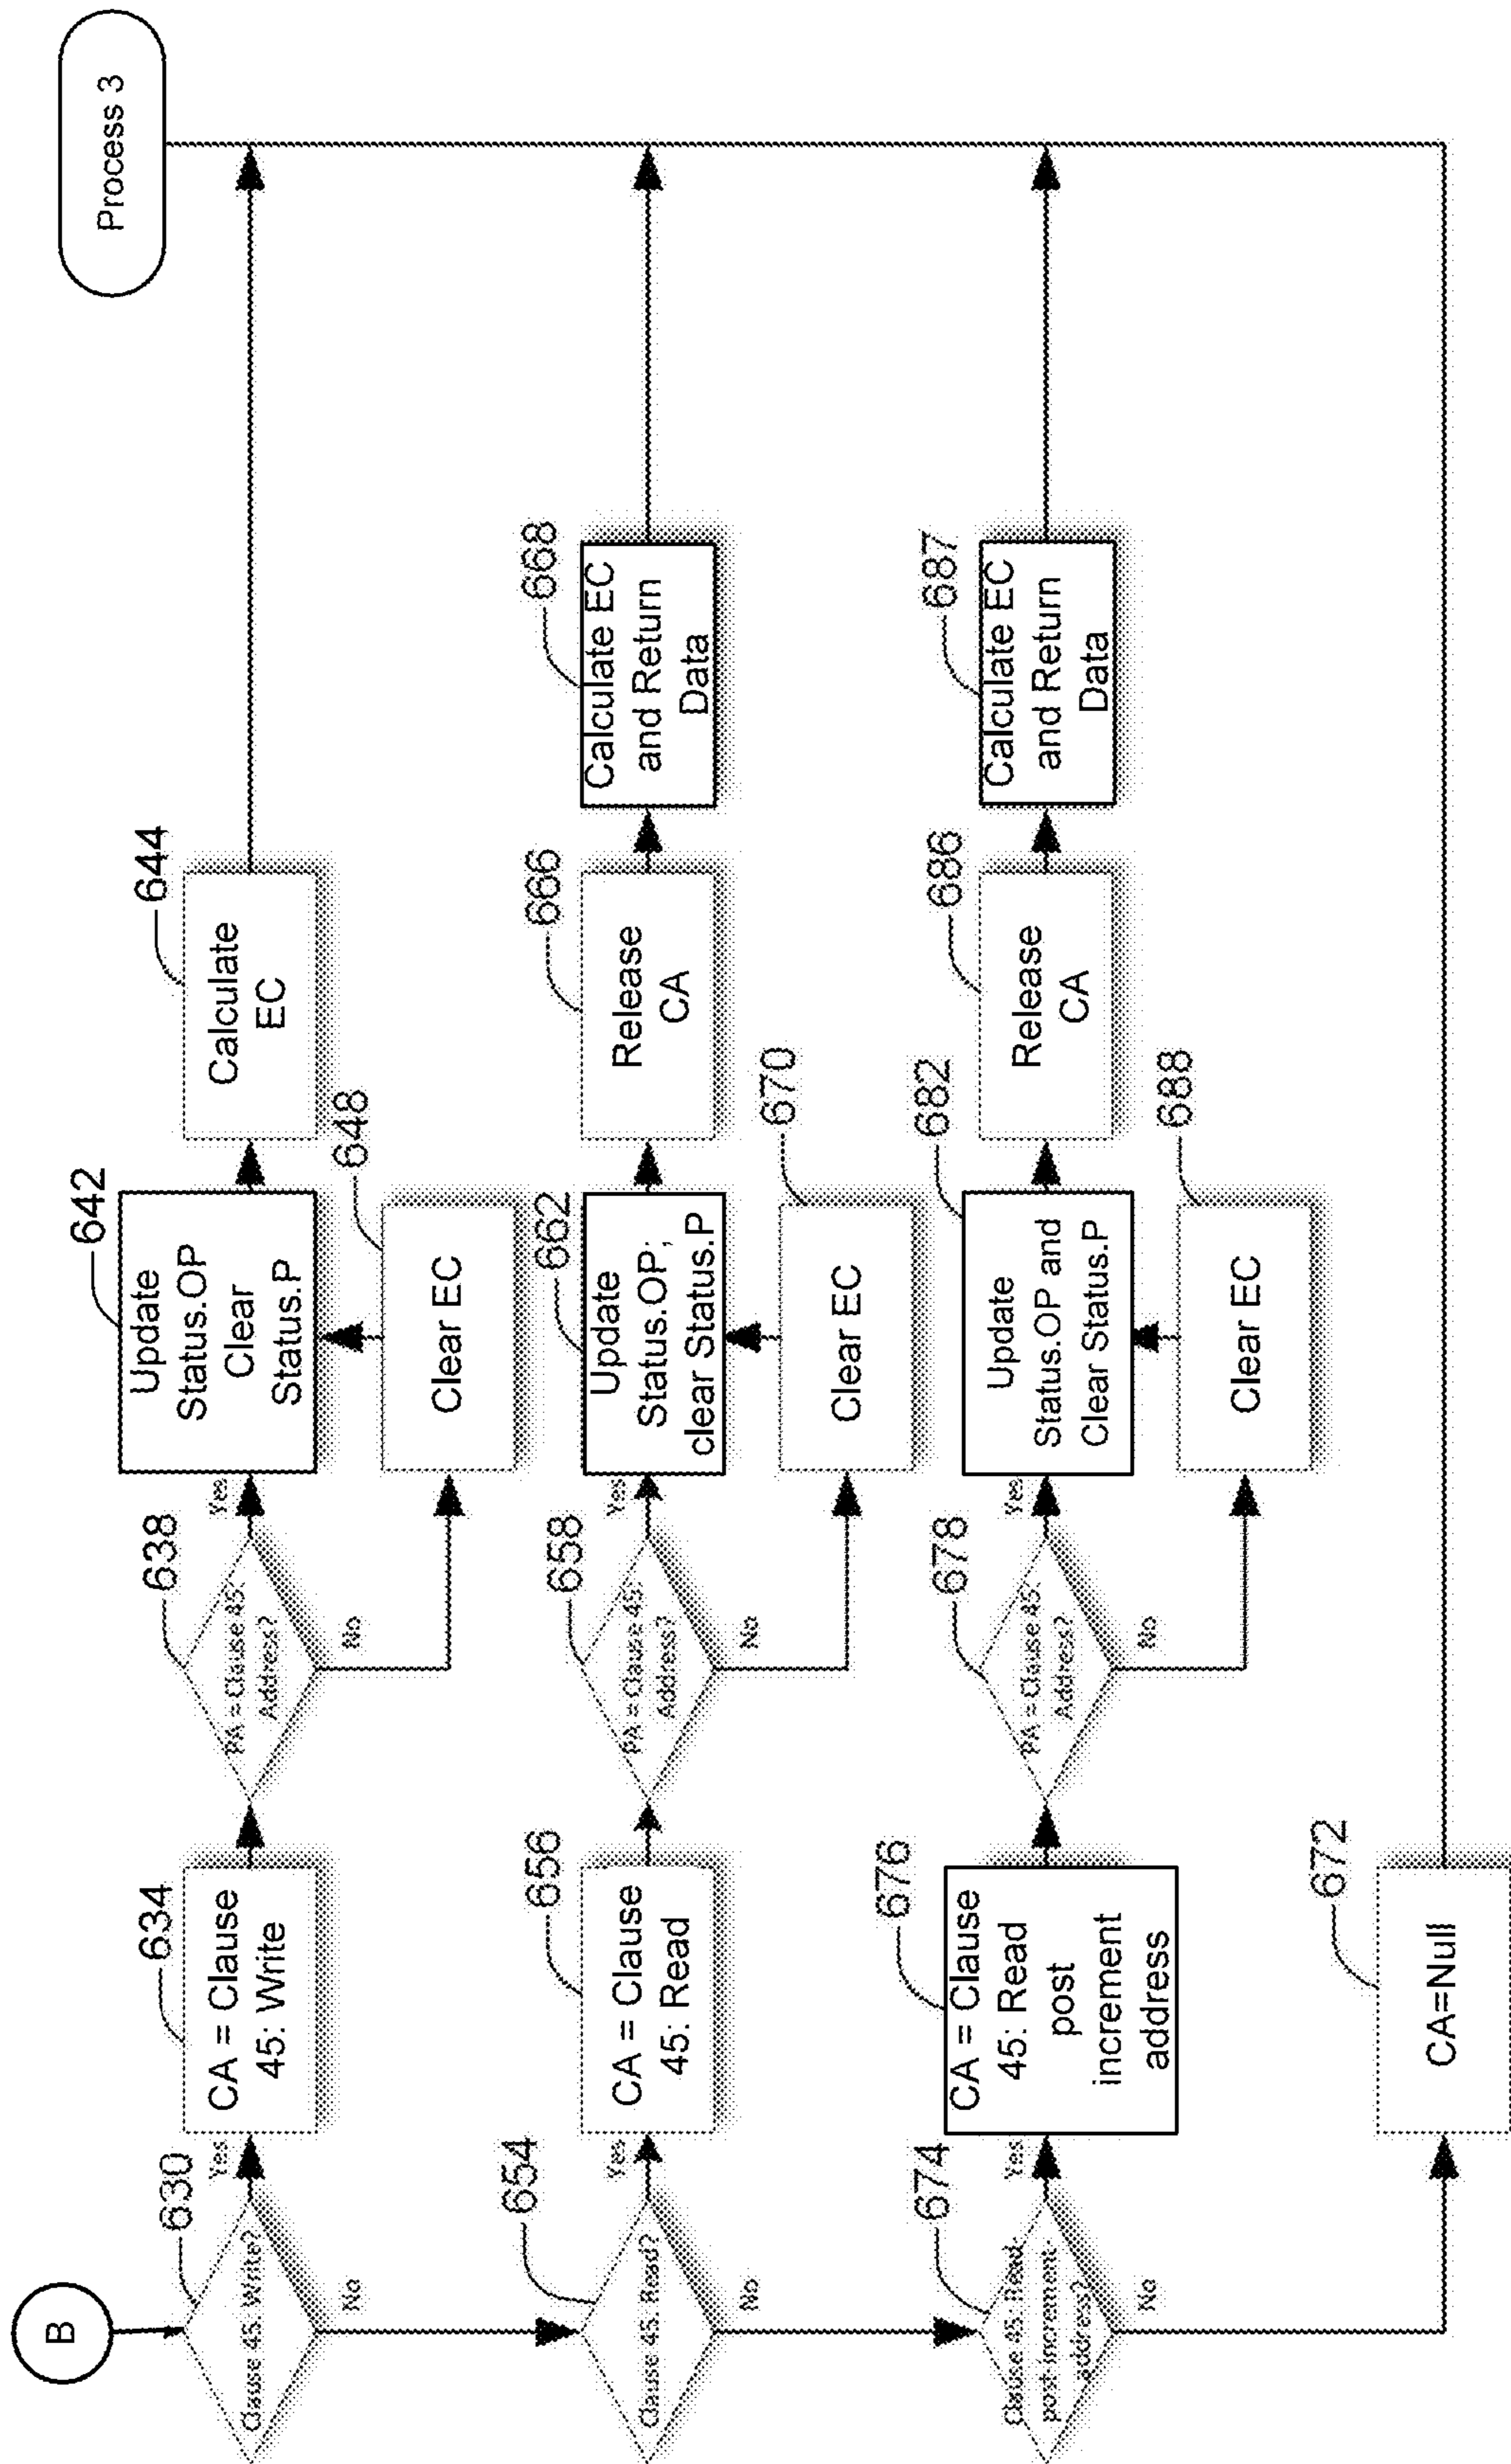 B
Process 3
630
Clause 45: Write?
Yes
No
634
CA = Clause
45: Write
638
PA = Clause 45:
Address?
Yes
No
642
Update
Status.OP
Clear
Status.P
644
Calculate
EC
648
Clear EC
654
Clause 45: Read?
Yes
No
656
CA = Clause
45: Read
658
PA = Clause 45:
Address?
Yes
No
662
Update
Status.OP;
clear Status.P
666
Release
CA
668
Calculate EC
and Return
Data
670
Clear EC
674
Clause 45: Read
post-increment-
address?
Yes
No
676
CA = Clause
45: Read
post
increment
address
678
PA = Clause 45:
Address?
Yes
No
682
Update
Status.OP and
Clear Status.P
686
Release
CA
687
Calculate EC
and Return
Data
688
Clear EC
672
CA=Null